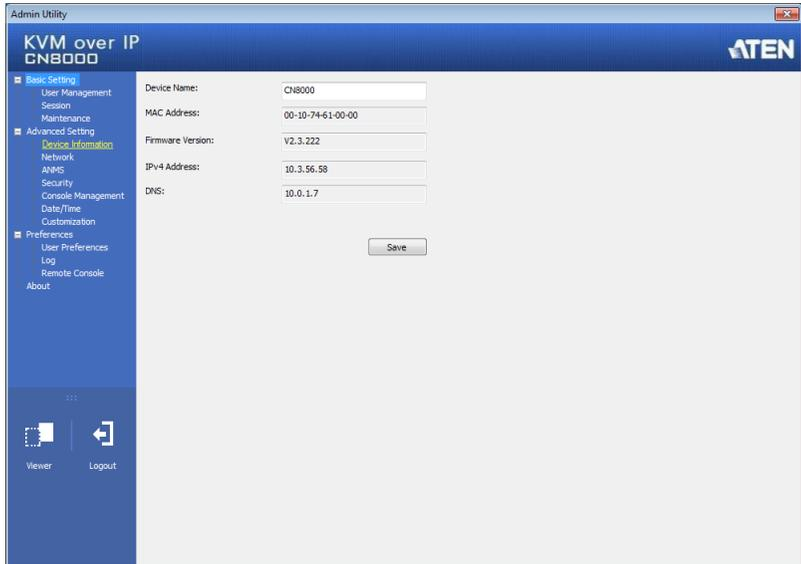 Admin Utility
KVM over IP
CN8000
ATEN
Basic Setting
User Management
Session
Maintenance
Advanced Setting
Device Information
Network
ANMS
Security
Console Management
Date/Time
Customization
Preferences
User Preferences
Log
Remote Console
About
Viewer
Logout
Device Name: CN8000
MAC Address: 00-10-74-61-00-00
Firmware Version: V2.3.222
IPv4 Address: 10.3.56.58
DNS: 10.0.1.7
Save